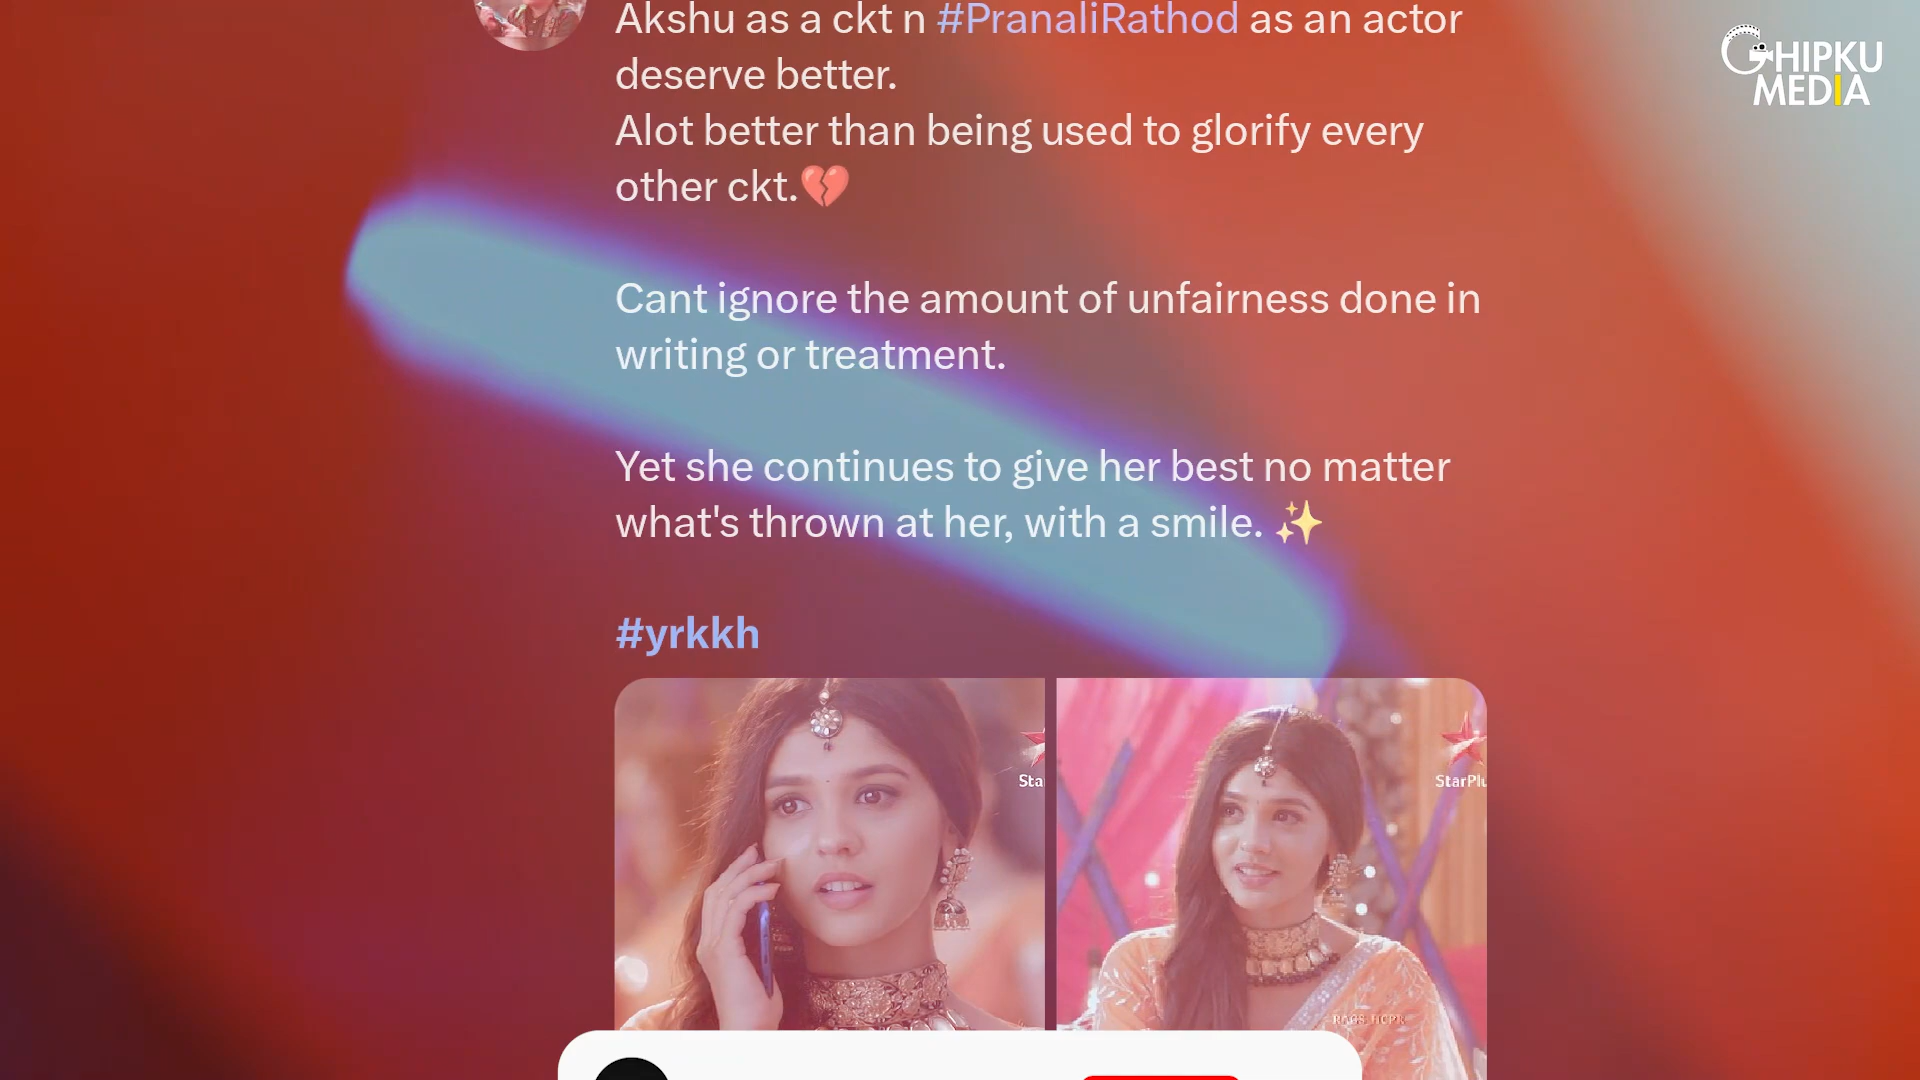 Akshu as a ckt n #PranaliRathod as an actor
deserve better.
Alot better than being used to glorify every
other ckt.💔
Cant ignore the amount of unfairness done in
writing or treatment.
Yet she continues to give her best no matter
what's thrown at her, with a smile. ✨
#yrkkh
GHIPKU
MEDIA
Sta
StarPlu